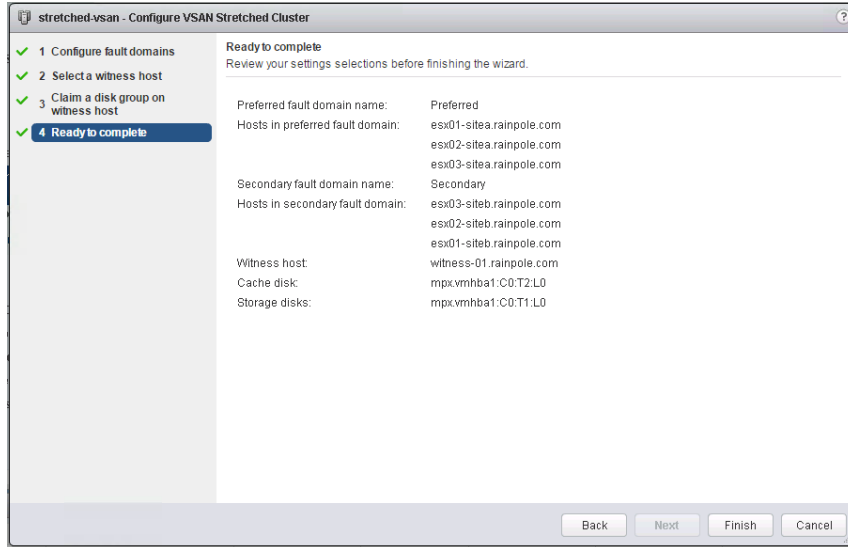 stretched-vsan - Configure VSAN Stretched Cluster
?
1 Configure fault domains
2 Select a witness host
3 Claim a disk group on witness host
4 Ready to complete
Ready to complete
Review your settings selections before finishing the wizard.
Preferred fault domain name: Preferred
Hosts in preferred fault domain: esx01-sitea.rainpole.com
esx02-sitea.rainpole.com
esx03-sitea.rainpole.com
Secondary fault domain name: Secondary
Hosts in secondary fault domain: esx03-siteb.rainpole.com
esx02-siteb.rainpole.com
esx01-siteb.rainpole.com
Witness host: witness-01.rainpole.com
Cache disk: mpx.vmhba1:C0:T2:L0
Storage disks: mpx.vmhba1:C0:T1:L0
Back Next Finish Cancel